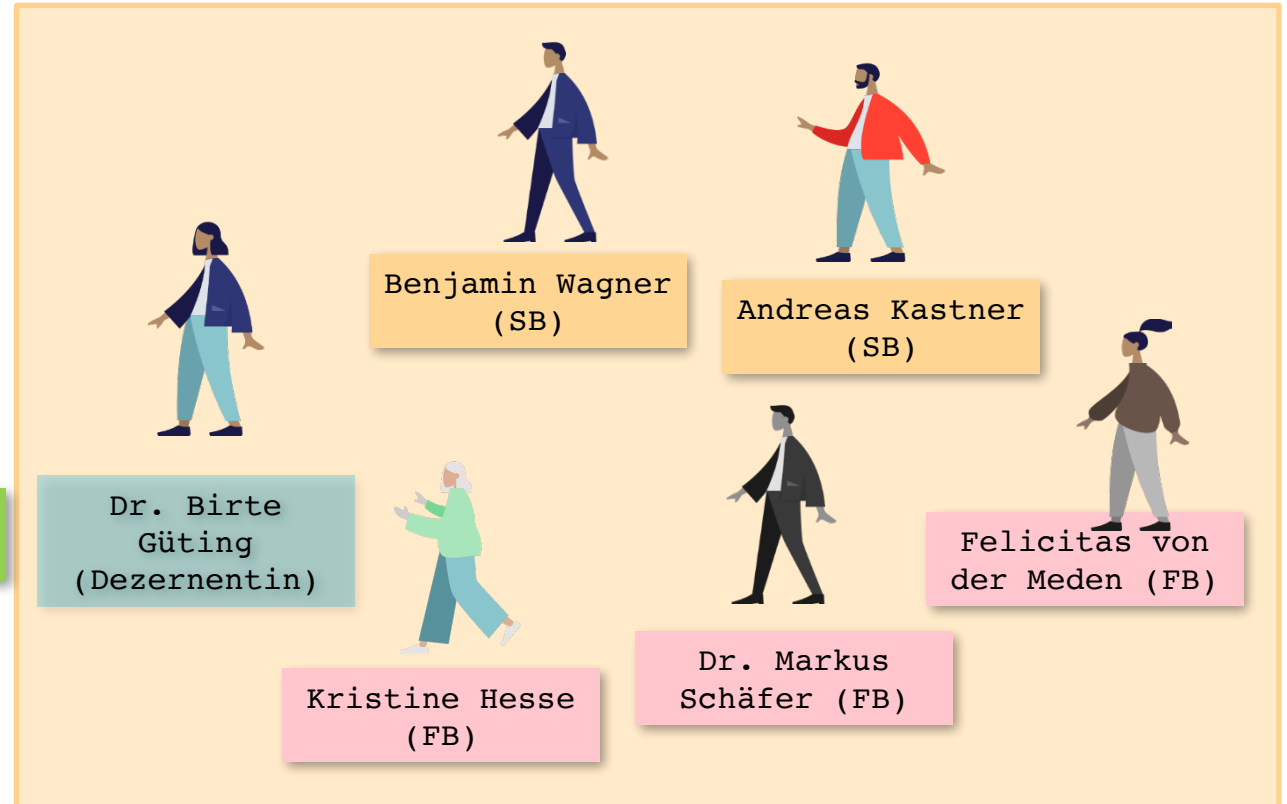 Benjamin Wagner
(SB)
Andreas Kastner
(SB)
Dr. Birte
Güting
(Dezernentin)
Felicitas von
der Meden (FB)
Kristine Hesse
(FB)
Dr. Markus
Schäfer (FB)